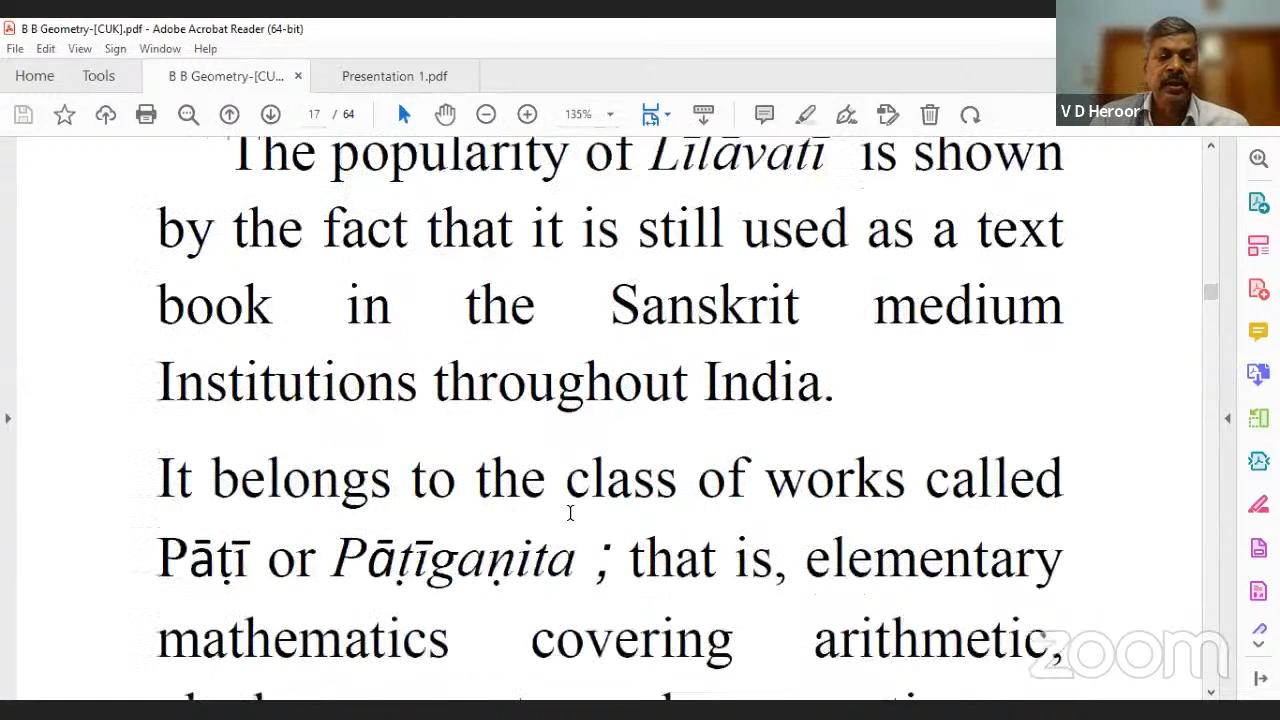 B B Geometry-[CUK].pdf - Adobe Acrobat Reader (64-bit)
File Edit View Sign Window Help
Home Tools B B Geometry-[CU... × Presentation 1.pdf
17 / 64 135%
V D Heroor
The popularity of Līlāvatī is shown
by the fact that it is still used as a text
book in the Sanskrit medium
Institutions throughout India.
It belongs to the class of works called
Pāṭī or Pāṭīgaṇita ; that is, elementary
mathematics covering arithmetic,
zoom